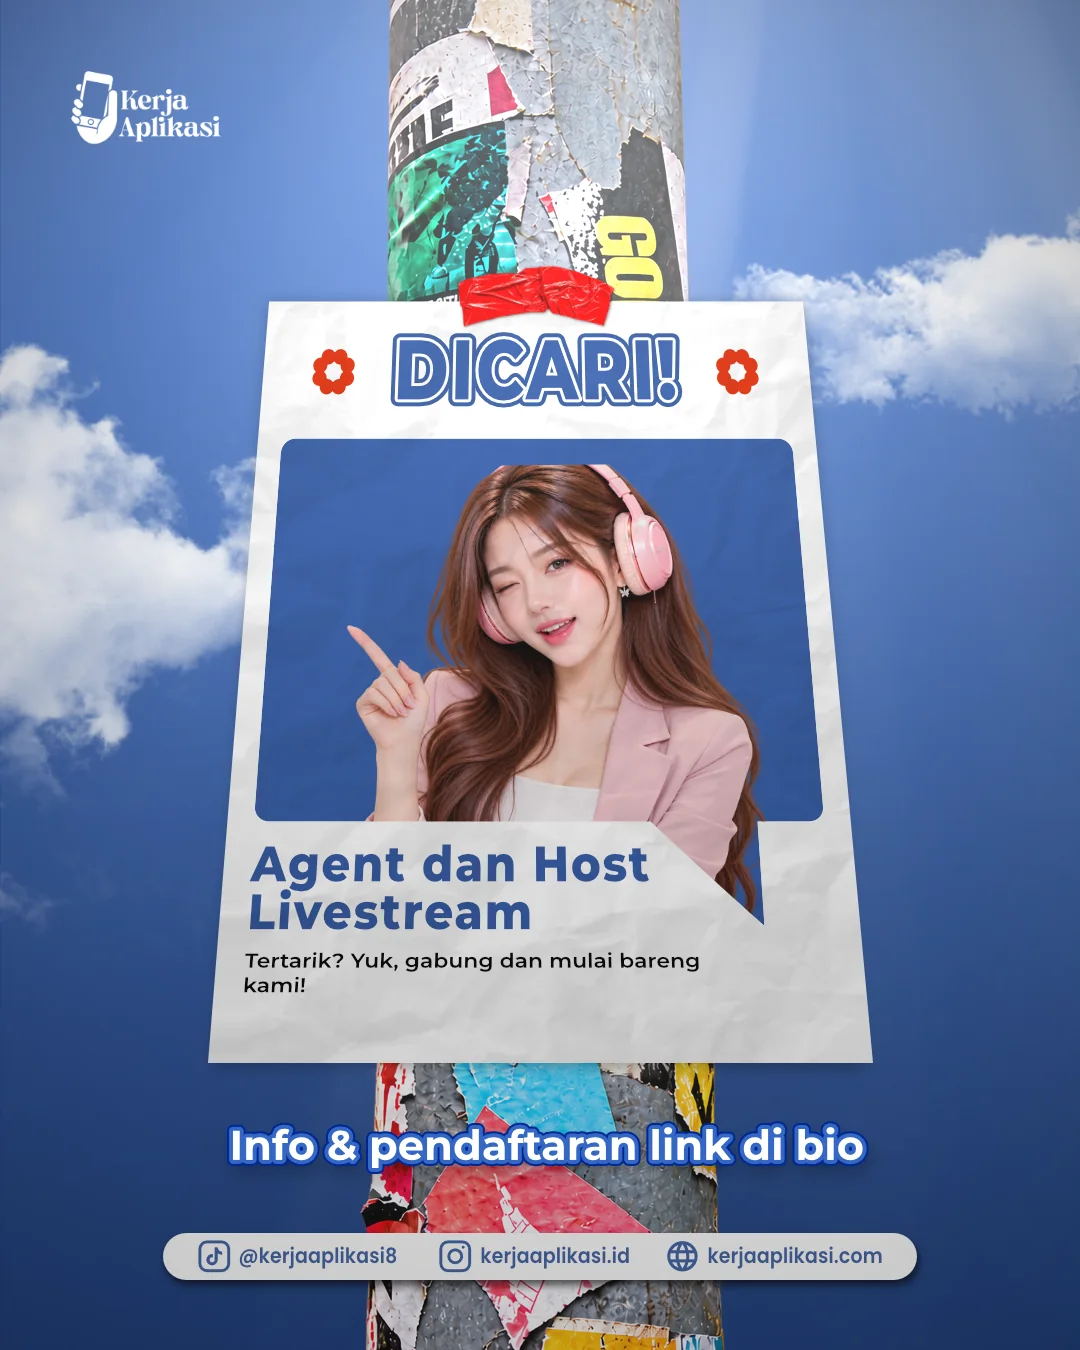 Kerja
Aplikasi
GO
DICARI!
Agent dan Host
Livestream
Tertarik? Yuk, gabung dan mulai bareng
kami!
Info & pendaftaran link di bio
@kerjaaplikasi8
kerjaaplikasi.id
kerjaaplikasi.com